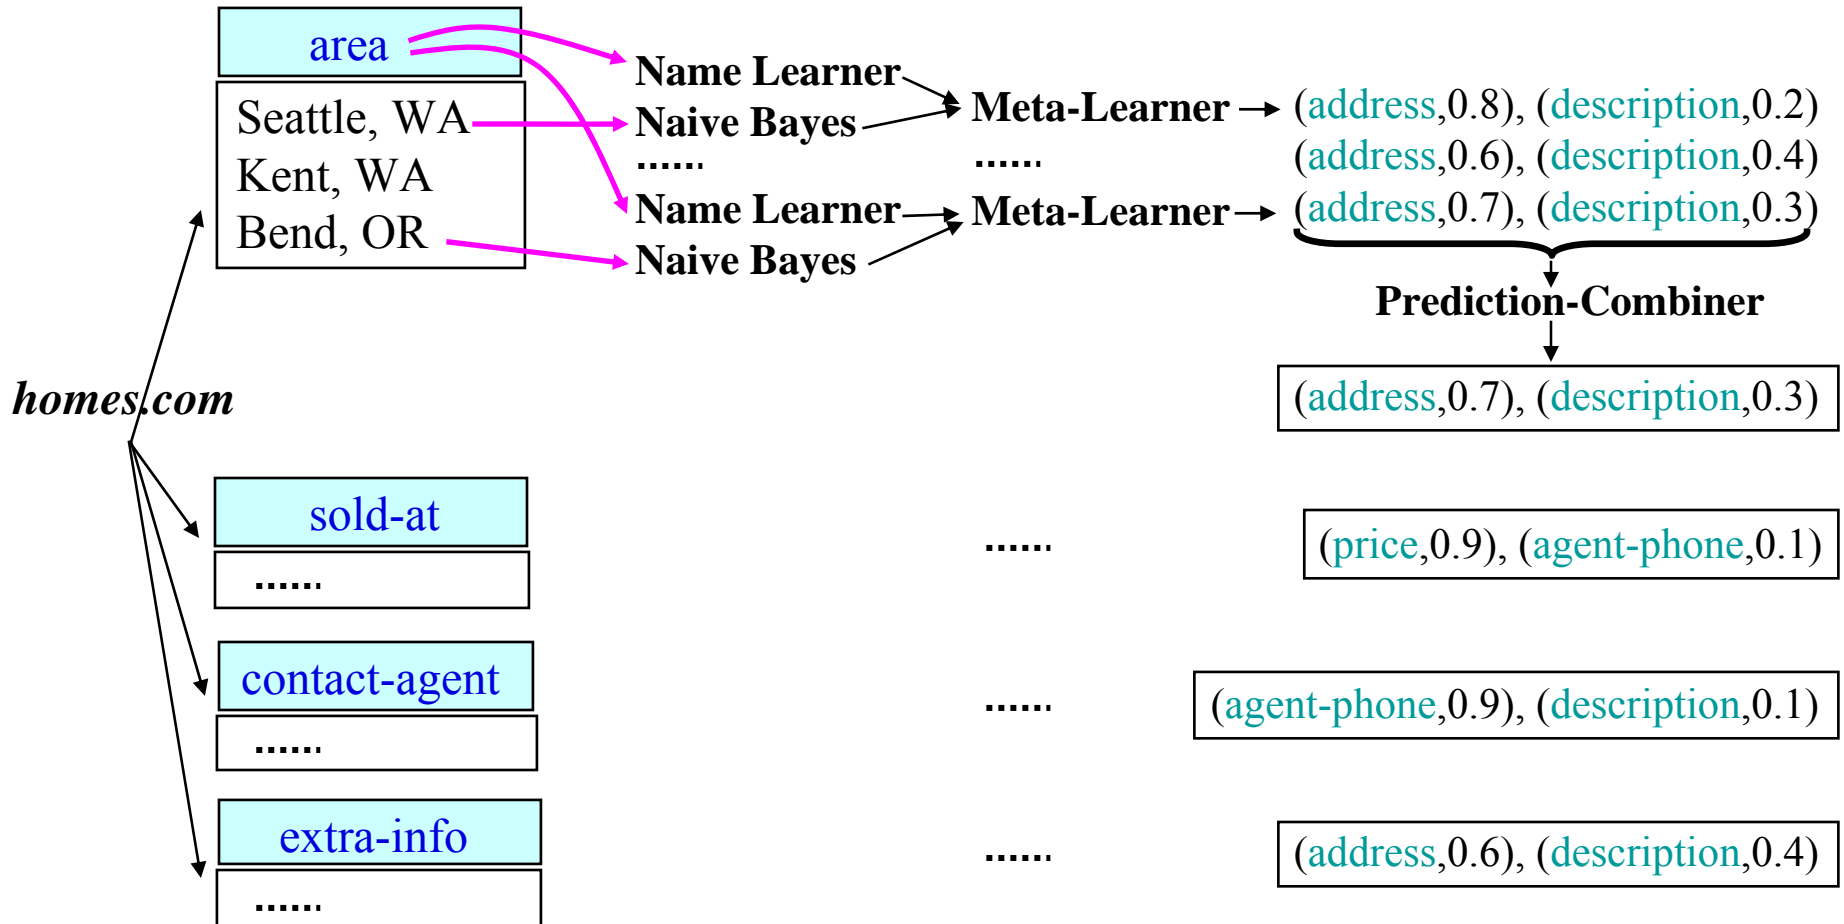 area
Seattle, WA
Kent, WA
Bend, OR
Name Learner
Naive Bayes
......
Name Learner
Naive Bayes
Meta-Learner
......
Meta-Learner
(address,0.8), (description,0.2)
(address,0.6), (description,0.4)
(address,0.7), (description,0.3)
Prediction-Combiner
(address,0.7), (description,0.3)
homes.com
sold-at
......
......
(price,0.9), (agent-phone,0.1)
contact-agent
......
......
(agent-phone,0.9), (description,0.1)
extra-info
......
......
(address,0.6), (description,0.4)